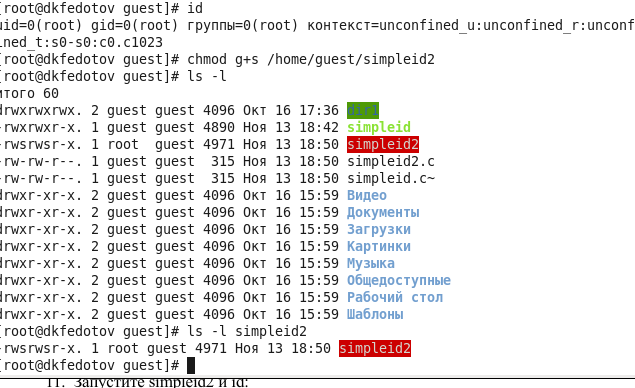 [root@dkfedotov guest]# id
uid=0(root) gid=0(root) группы=0(root) контекст=unconfined_u:unconfined_r:unconf
ined_t:s0-s0:c0.c1023
[root@dkfedotov guest]# chmod g+s /home/guest/simpleid2
[root@dkfedotov guest]# ls -l
итого 60
drwxrwxrwx. 2 guest guest 4096 Окт 16 17:36 dir1
-rwxrwxr-x. 1 guest guest 4890 Ноя 13 18:42 simpleid
-rwsrwsr-x. 1 root  guest 4971 Ноя 13 18:50 simpleid2
-rw-rw-r--. 1 guest guest  315 Ноя 13 18:50 simpleid2.c
-rw-rw-r--. 1 guest guest  315 Ноя 13 18:50 simpleid.c~
drwxr-xr-x. 2 guest guest 4096 Окт 16 15:59 Видео
drwxr-xr-x. 2 guest guest 4096 Окт 16 15:59 Документы
drwxr-xr-x. 2 guest guest 4096 Окт 16 15:59 Загрузки
drwxr-xr-x. 2 guest guest 4096 Окт 16 15:59 Картинки
drwxr-xr-x. 2 guest guest 4096 Окт 16 15:59 Музыка
drwxr-xr-x. 2 guest guest 4096 Окт 16 15:59 Общедоступные
drwxr-xr-x. 2 guest guest 4096 Окт 16 15:59 Рабочий стол
drwxr-xr-x. 2 guest guest 4096 Окт 16 15:59 Шаблоны
[root@dkfedotov guest]# ls -l simpleid2
-rwsrwsr-x. 1 root guest 4971 Ноя 13 18:50 simpleid2
[root@dkfedotov guest]#
11. Запустите simpleid2 и id: